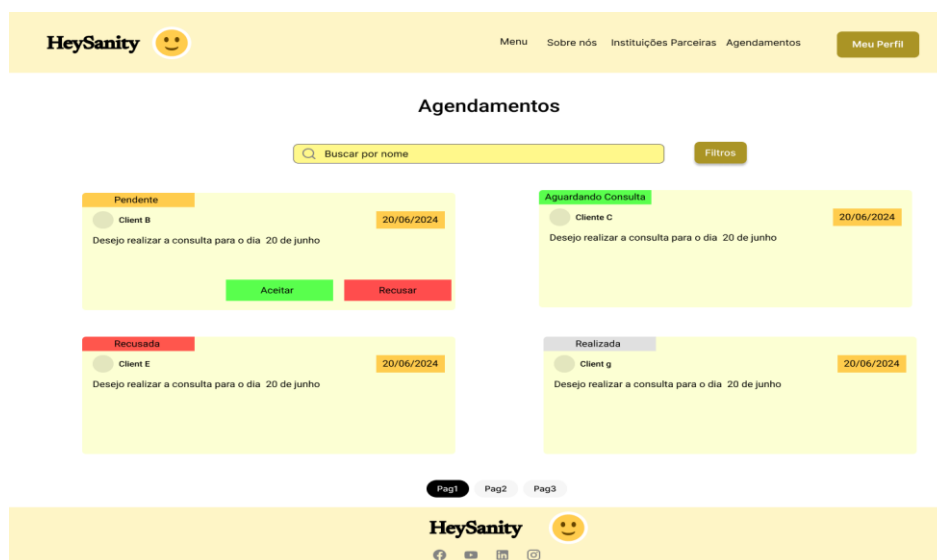 HeySanity
Menu Sobre nós Instituições Parceiras Agendamentos Meu Perfil
Agendamentos
Buscar por nome Filtros
Pendente
Client B 20/06/2024
Desejo realizar a consulta para o dia 20 de junho
Aceitar Recusar
Aguardando Consulta
Cliente C 20/06/2024
Desejo realizar a consulta para o dia 20 de junho
Recusada
Client E 20/06/2024
Desejo realizar a consulta para o dia 20 de junho
Realizada
Client g 20/06/2024
Desejo realizar a consulta para o dia 20 de junho
Pag1 Pag2 Pag3
HeySanity